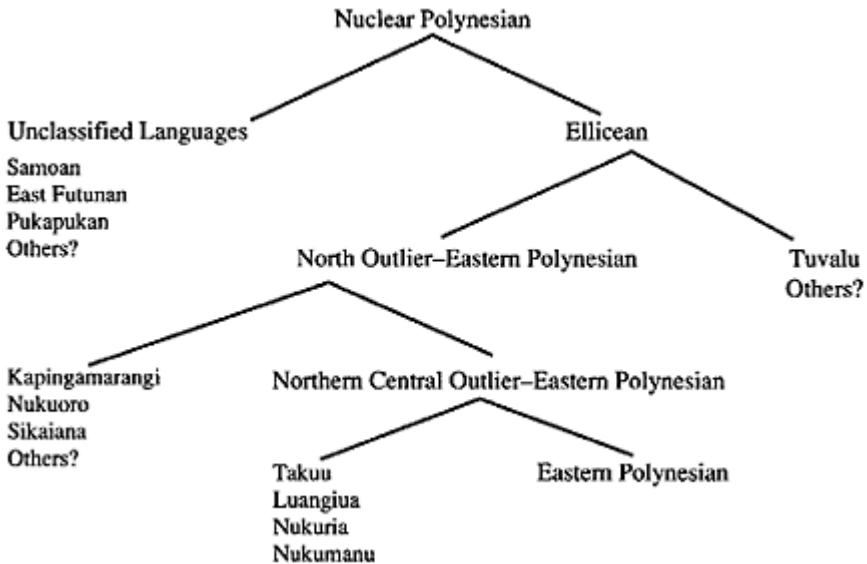 Nuclear Polynesian
Unclassified Languages
Samoan
East Futunan
Pukapukan
Others?
Ellicean
North Outlier–Eastern Polynesian
Tuvalu
Others?
Kapingamarangi
Nukuoro
Sikaiana
Others?
Northern Central Outlier–Eastern Polynesian
Takuu
Luangiua
Nukuria
Nukumanu
Eastern Polynesian